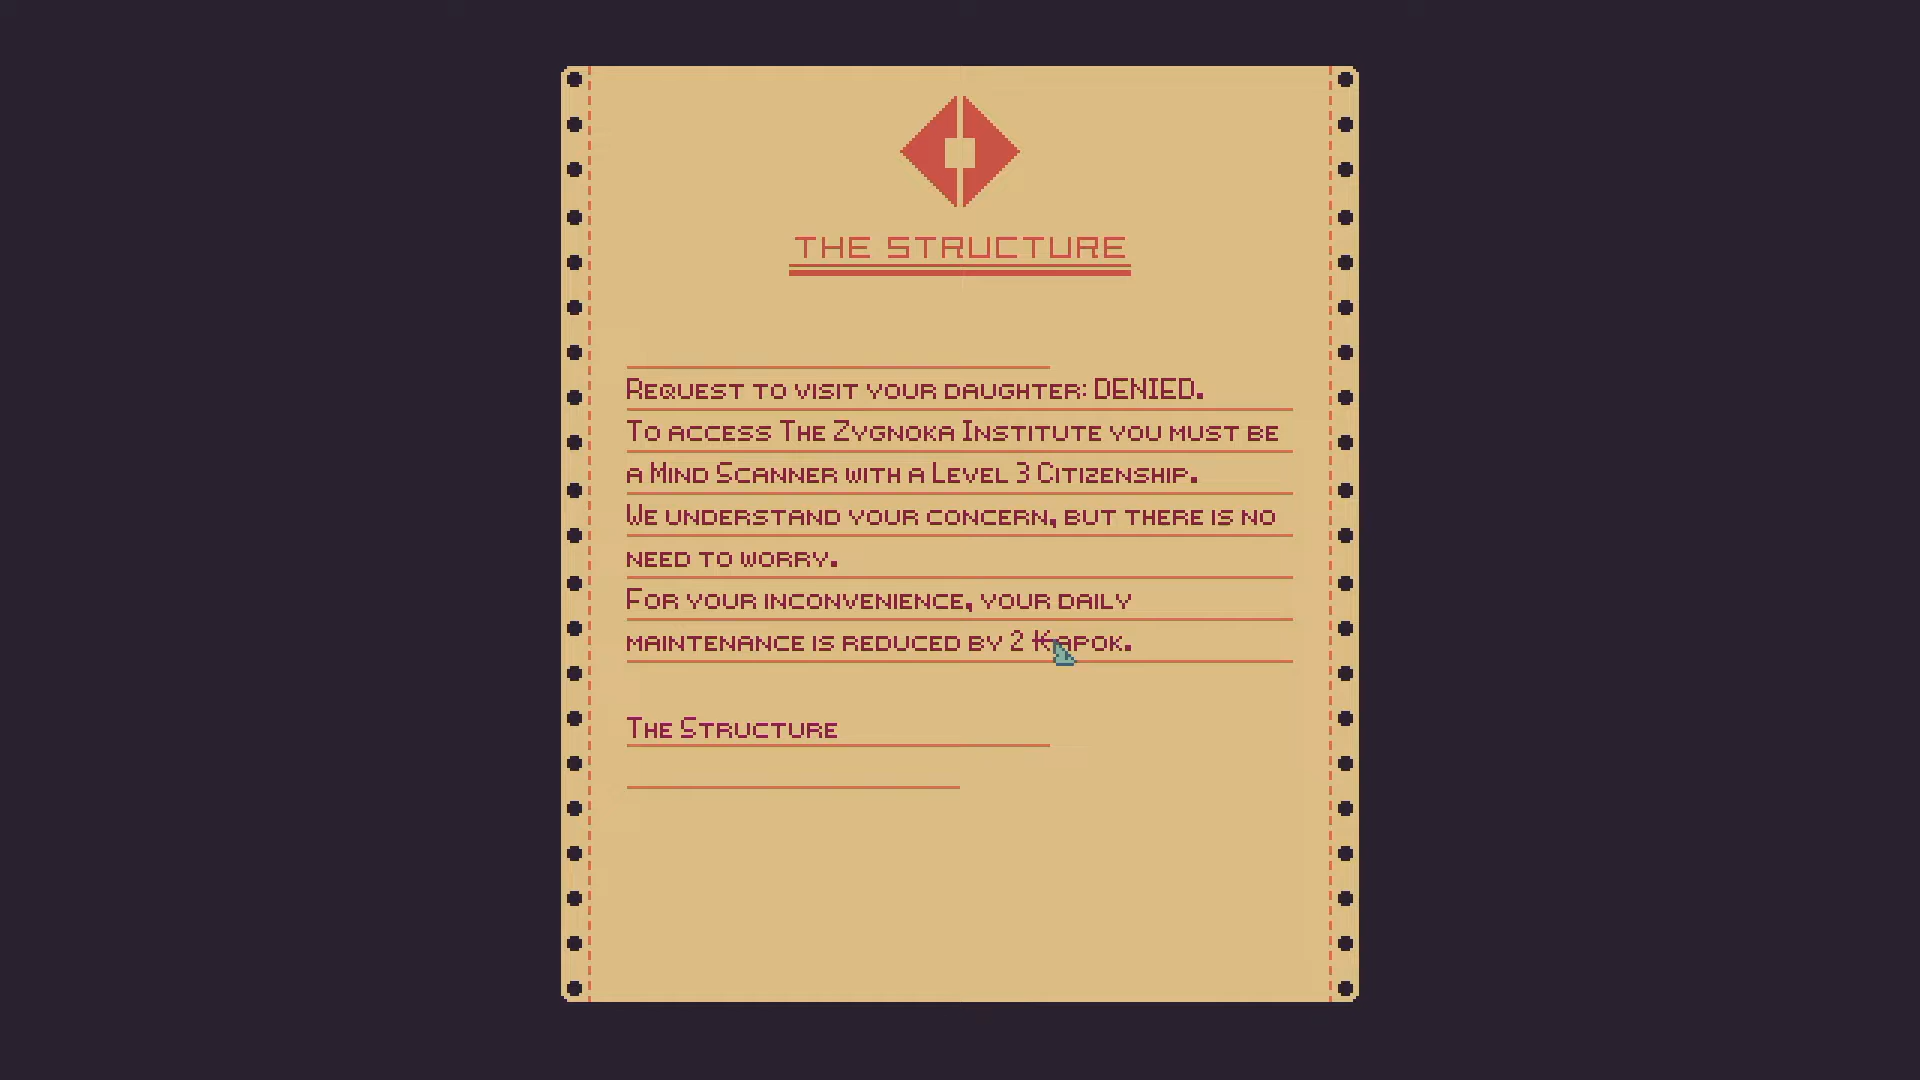 THE STRUCTURE
Request to visit your daughter: DENIED.
To access The Zygnoka Institute you must be
a Mind Scanner with a Level 3 Citizenship.
We understand your concern, but there is no
need to worry.
For your inconvenience, your daily
maintenance is reduced by 2 Kapok.
The Structure